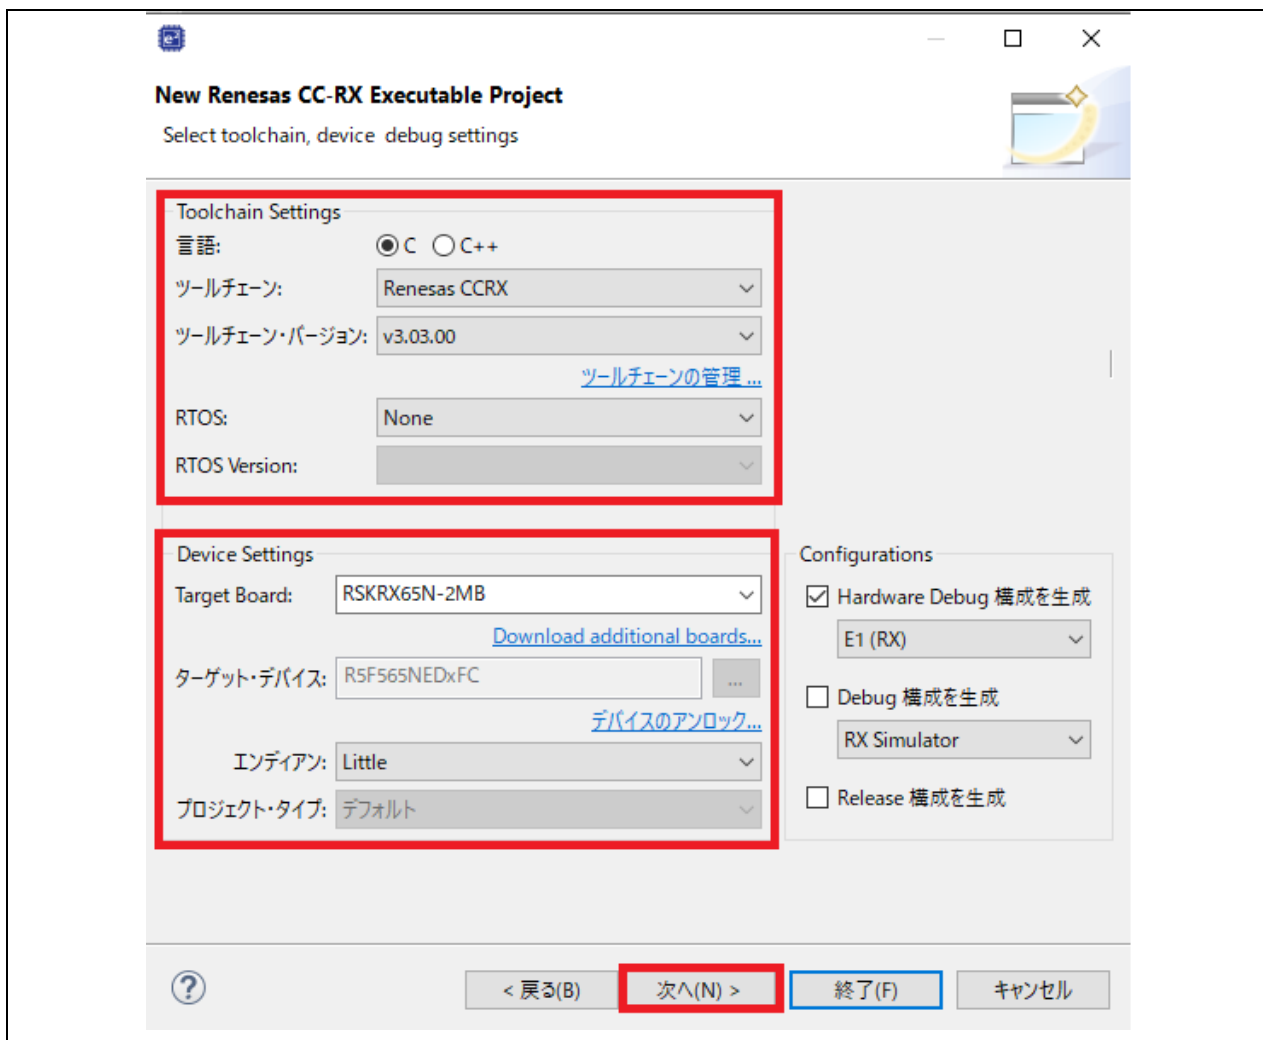 New Renesas CC-RX Executable Project
Select toolchain, device debug settings
Toolchain Settings
言語: C C++
ツールチェーン: Renesas CCRX
ツールチェーン・バージョン: v3.03.00
ツールチェーンの管理 ...
RTOS: None
RTOS Version:
Device Settings
Target Board: RSKRX65N-2MB
Download additional boards...
ターゲット・デバイス: R5F565NEDxFC ...
デバイスのアンロック...
エンディアン: Little
プロジェクト・タイプ: デフォルト
Configurations
Hardware Debug 構成を生成
E1 (RX)
Debug 構成を生成
RX Simulator
Release 構成を生成
? < 戻る(B) 次へ(N) > 終了(F) キャンセル